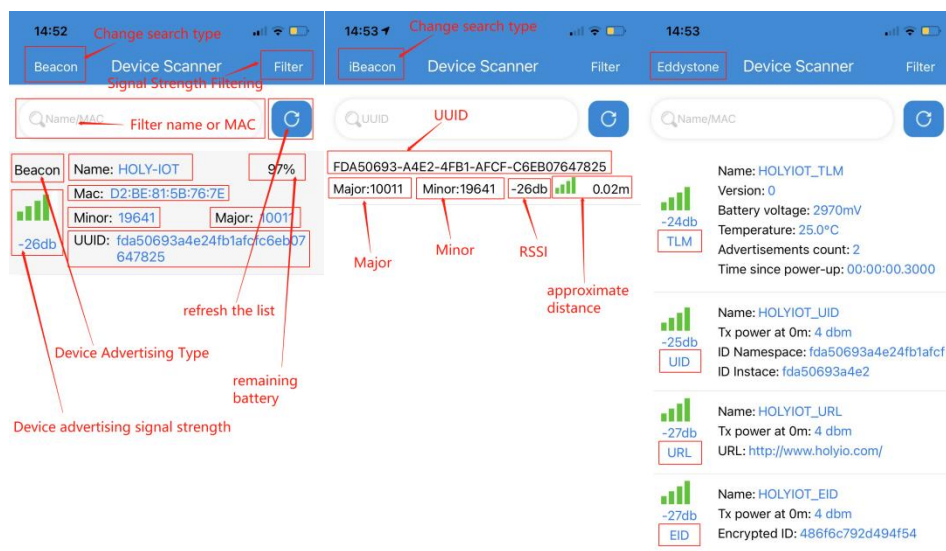 14:52
Change search type
Beacon
Device Scanner
Filter
Signal Strength Filtering
Name/MAC
Filter name or MAC
Beacon
Name: HOLY-IOT
97%
Mac: D2:BE:81:5B:76:7E
Minor: 19641
Major: 10011
-26db
UUID: fda50693a4e24fb1afcfc6eb07
647825
refresh the list
Device Advertising Type
remaining
battery
Device advertising signal strength
14:53
Change search type
iBeacon
Device Scanner
Filter
UUID
UUID
FDA50693-A4E2-4FB1-AFCF-C6EB07647825
Major:10011
Minor:19641
-26db
0.02m
Major
Minor
RSSI
approximate
distance
14:53
Eddystone
Device Scanner
Filter
Name/MAC
Name: HOLYIOT_TLM
Version: 0
Battery voltage: 2970mV
-24db
Temperature: 25.0°C
TLM
Advertisements count: 2
Time since power-up: 00:00:00.3000
Name: HOLYIOT_UID
Tx power at 0m: 4 dbm
-25db
ID Namespace: fda50693a4e24fb1afcf
UID
ID Instace: fda50693a4e2
Name: HOLYIOT_URL
-27db
Tx power at 0m: 4 dbm
URL
URL: http://www.holyio.com/
Name: HOLYIOT_EID
-27db
Tx power at 0m: 4 dbm
EID
Encrypted ID: 486f6c792d494f54